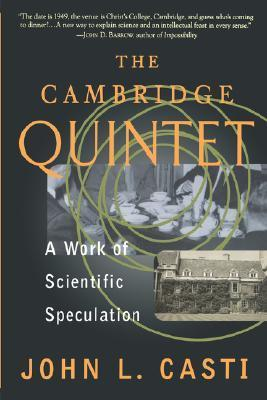 "The date is 1949, the venue is Christ's College, Cambridge, and guess who's coming
to dinner!...A new way to explain science and an intellectual feast in every sense."
—JOHN D. BARROW, author of Impossibility.
THE
CAMBRIDGE
QUINTET
A Work of
Scientific
Speculation
JOHN L. CASTI